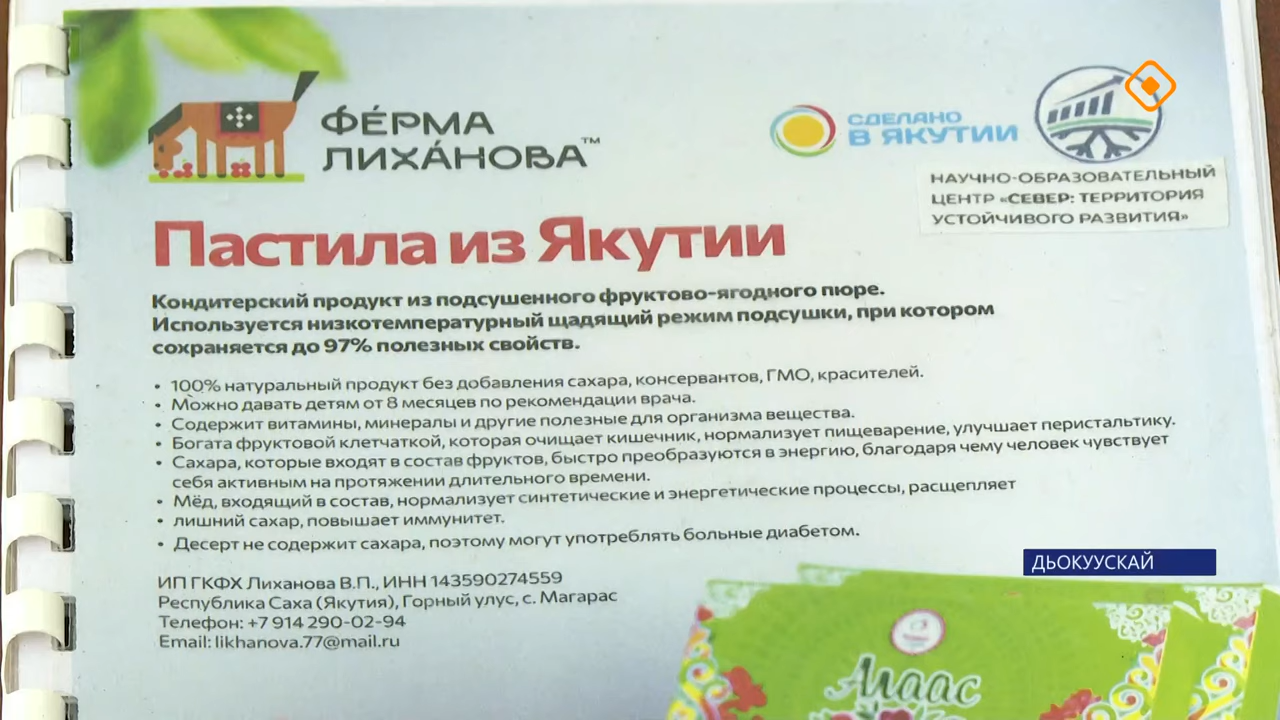 ФЕ́РМА
ЛИХА́НОВА™
СДЕЛАНО
В ЯКУТИИ
НАУЧНО-ОБРАЗОВАТЕЛЬНЫЙ
ЦЕНТР «СЕВЕР: ТЕРРИТОРИЯ
УСТОЙЧИВОГО РАЗВИТИЯ»
Пастила из Якутии
Кондитерский продукт из подсушенного фруктово-ягодного пюре.
Используется низкотемпературный щадящий режим подсушки, при котором
сохраняется до 97% полезных свойств.
• 100% натуральный продукт без добавления сахара, консервантов, ГМО, красителей.
• Можно давать детям от 8 месяцев по рекомендации врача.
• Содержит витамины, минералы и другие полезные для организма вещества.
• Богата фруктовой клетчаткой, которая очищает кишечник, нормализует пищеварение, улучшает перистальтику.
• Сахара, которые входят в состав фруктов, быстро преобразуются в энергию, благодаря чему человек чувствует
себя активным на протяжении длительного времени.
• Мёд, входящий в состав, нормализует синтетические и энергетические процессы, расщепляет
• лишний сахар, повышает иммунитет.
• Десерт не содержит сахара, поэтому могут употреблять больные диабетом.
ДЬОКУУСКАЙ
ИП ГКФХ Лиханова В.П., ИНН 143590274559
Республика Саха (Якутия), Горный улус, с. Магарас
Телефон: +7 914 290-02-94
Email: likhanova.77@mail.ru
Алаас